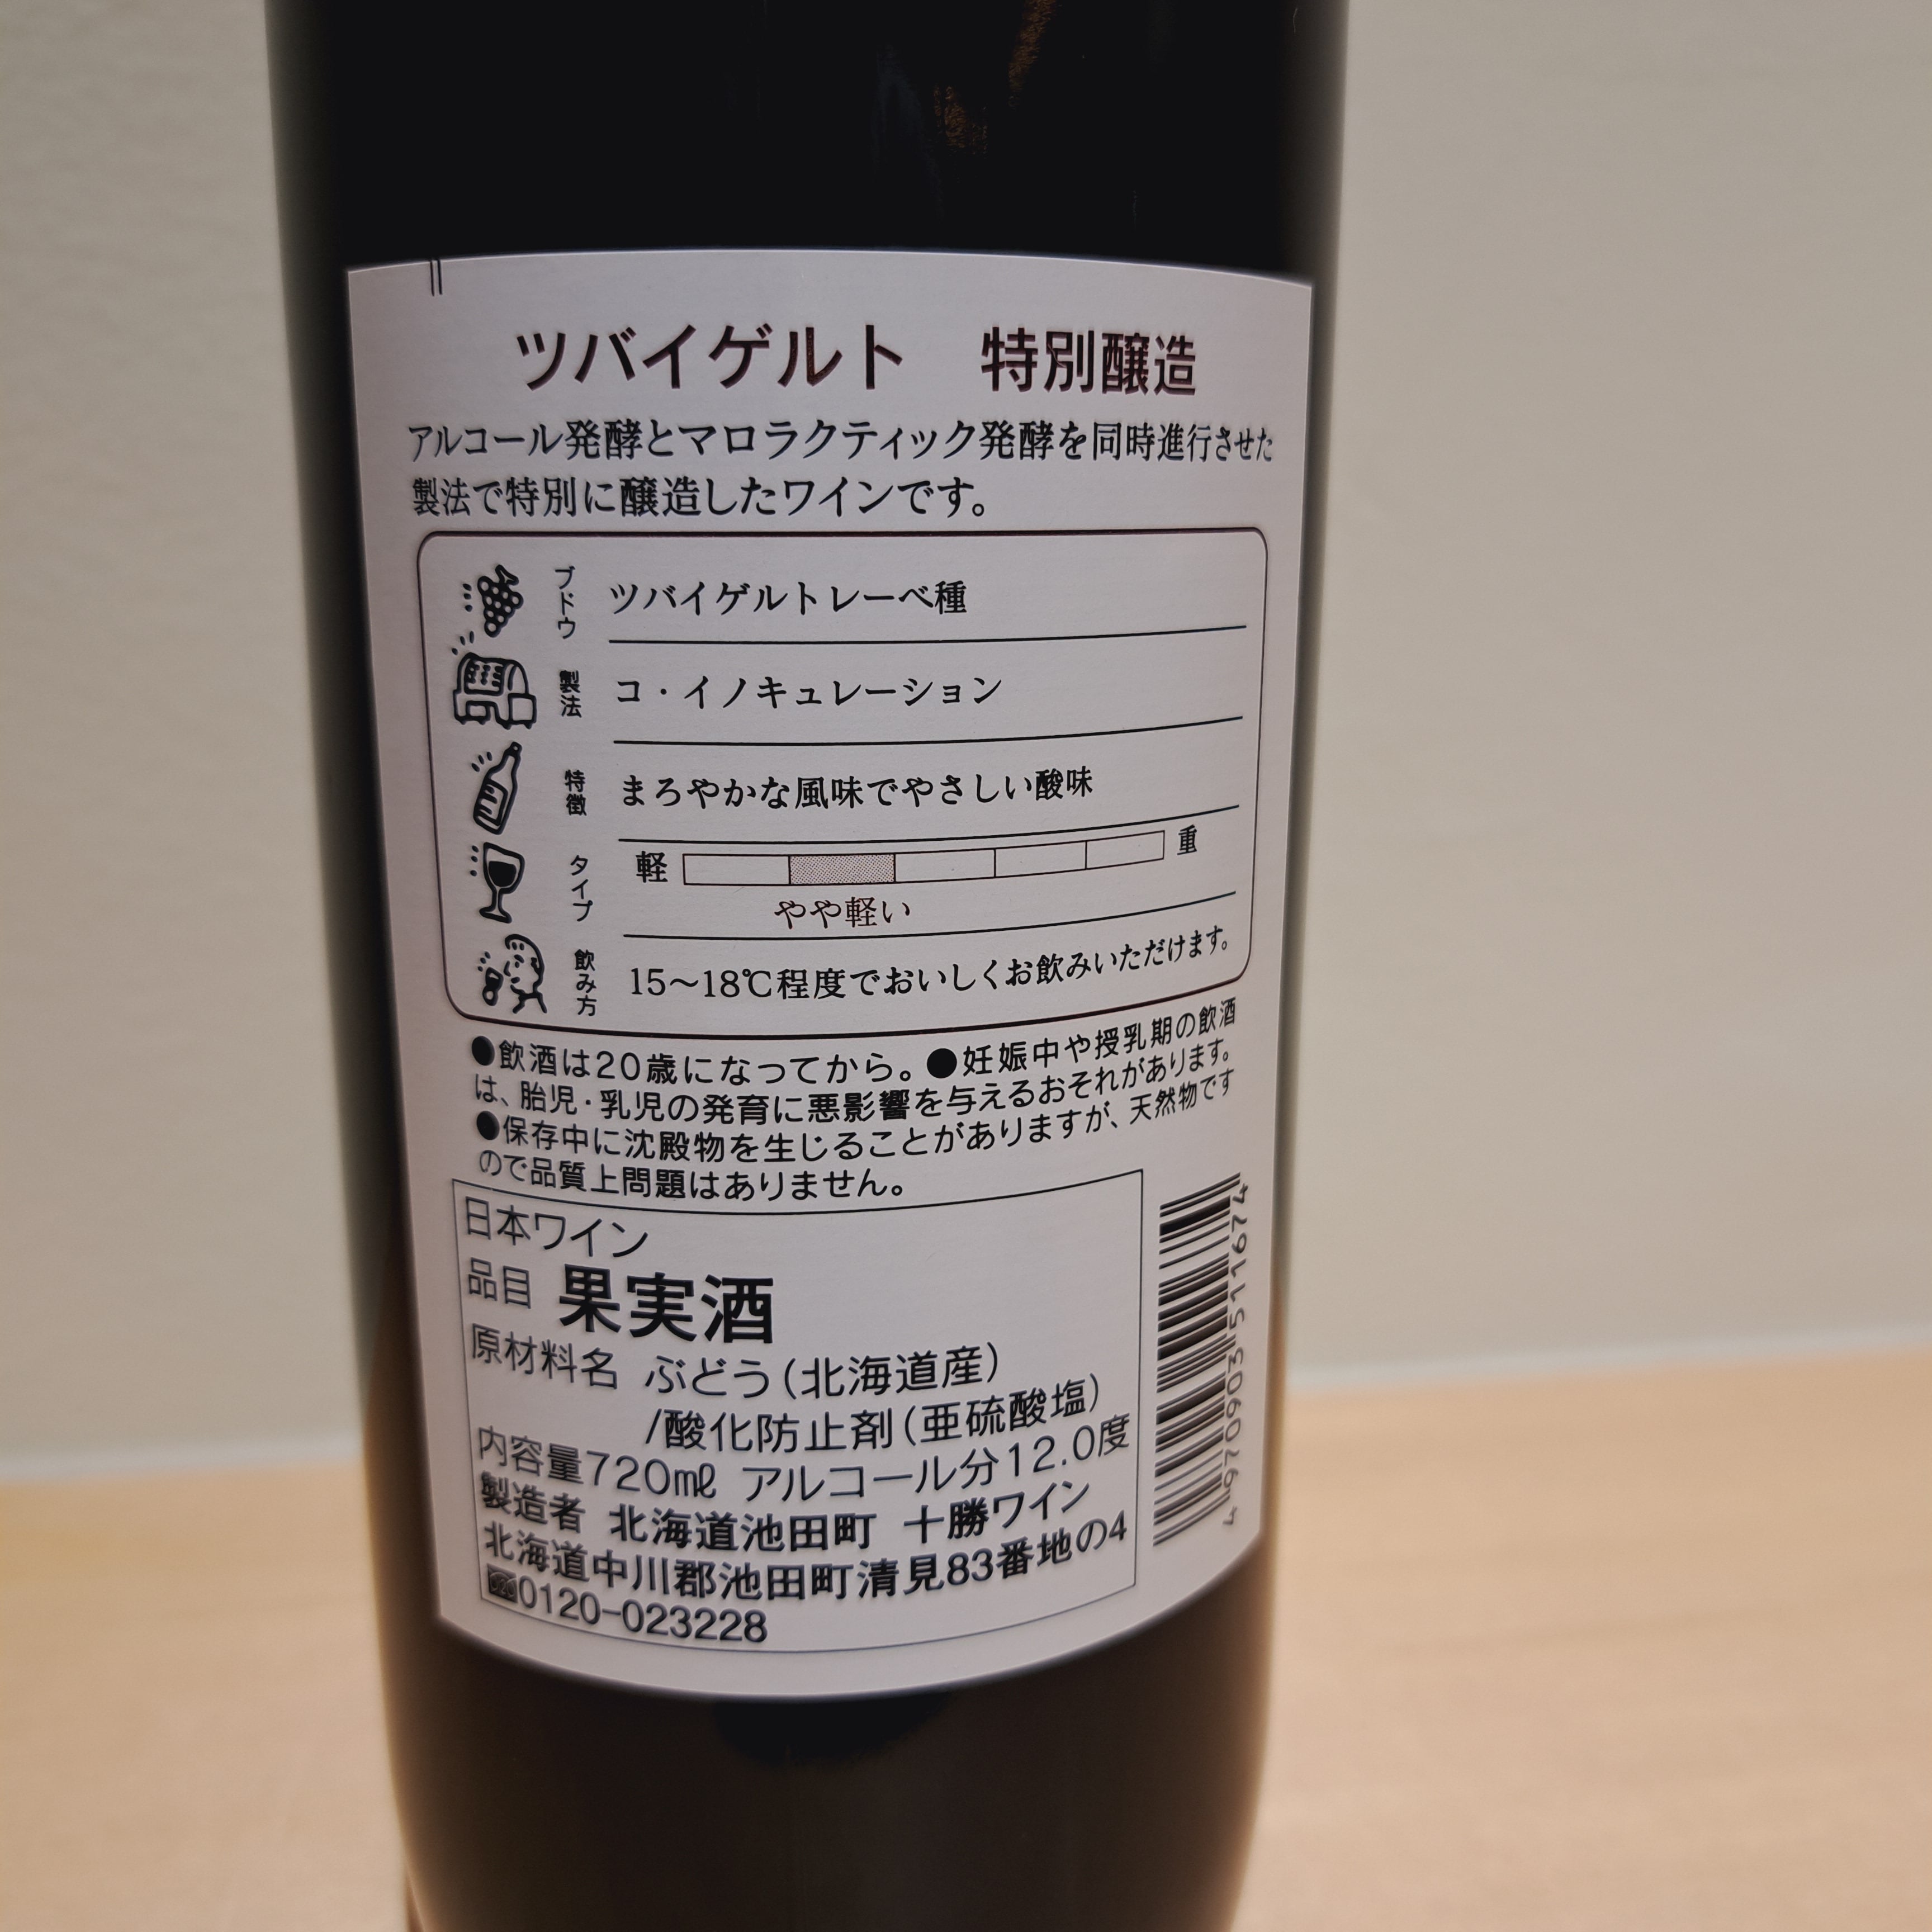 ツバイゲルト　特別醸造
アルコール発酵とマロラクティック発酵を同時進行させた
製法で特別に醸造したワインです。
ブドウ ツバイゲルトレーベ種
製法 コ・イノキュレーション
特徴 まろやかな風味でやさしい酸味
タイプ 軽 重
やや軽い
飲み方 15～18℃程度でおいしくお飲みいただけます。
●飲酒は20歳になってから。●妊娠中や授乳期の飲酒
は、胎児・乳児の発育に悪影響を与えるおそれがあります。
●保存中に沈殿物を生じることがありますが、天然物です
ので品質上問題はありません。
日本ワイン
品目 果実酒
原材料名 ぶどう(北海道産)
/酸化防止剤(亜硫酸塩)
内容量720mℓ アルコール分12.0度
製造者 北海道池田町 十勝ワイン
北海道中川郡池田町清見83番地の4
0120-023228
4970903511674